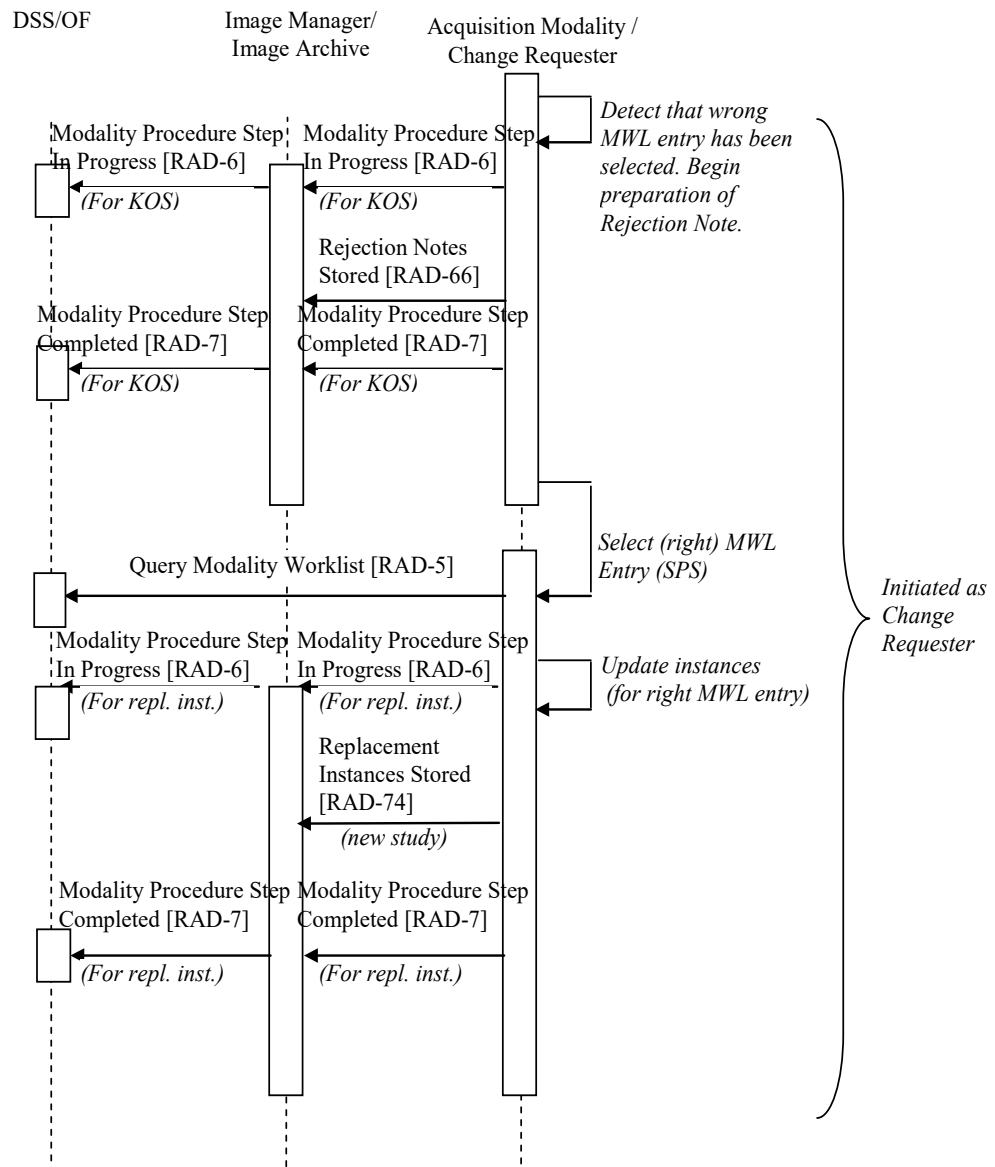 DSS/OF
Image Manager/
Image Archive
Acquisition Modality /
Change Requester
Detect that wrong
MWL entry has been
selected. Begin
preparation of
Rejection Note.
Modality Procedure Step
In Progress [RAD-6]
(For KOS)
Modality Procedure Step
In Progress [RAD-6]
(For KOS)
Rejection Notes
Stored [RAD-66]
Modality Procedure Step
Completed [RAD-7]
(For KOS)
Modality Procedure Step
Completed [RAD-7]
(For KOS)
Select (right) MWL
Entry (SPS)
Query Modality Worklist [RAD-5]
Initiated as
Change
Requester
Modality Procedure Step
In Progress [RAD-6]
(For repl. inst.)
Modality Procedure Step
In Progress [RAD-6]
(For repl. inst.)
Update instances
(for right MWL entry)
Replacement
Instances Stored
[RAD-74]
(new study)
Modality Procedure Step
Completed [RAD-7]
(For repl. inst.)
Modality Procedure Step
Completed [RAD-7]
(For repl. inst.)